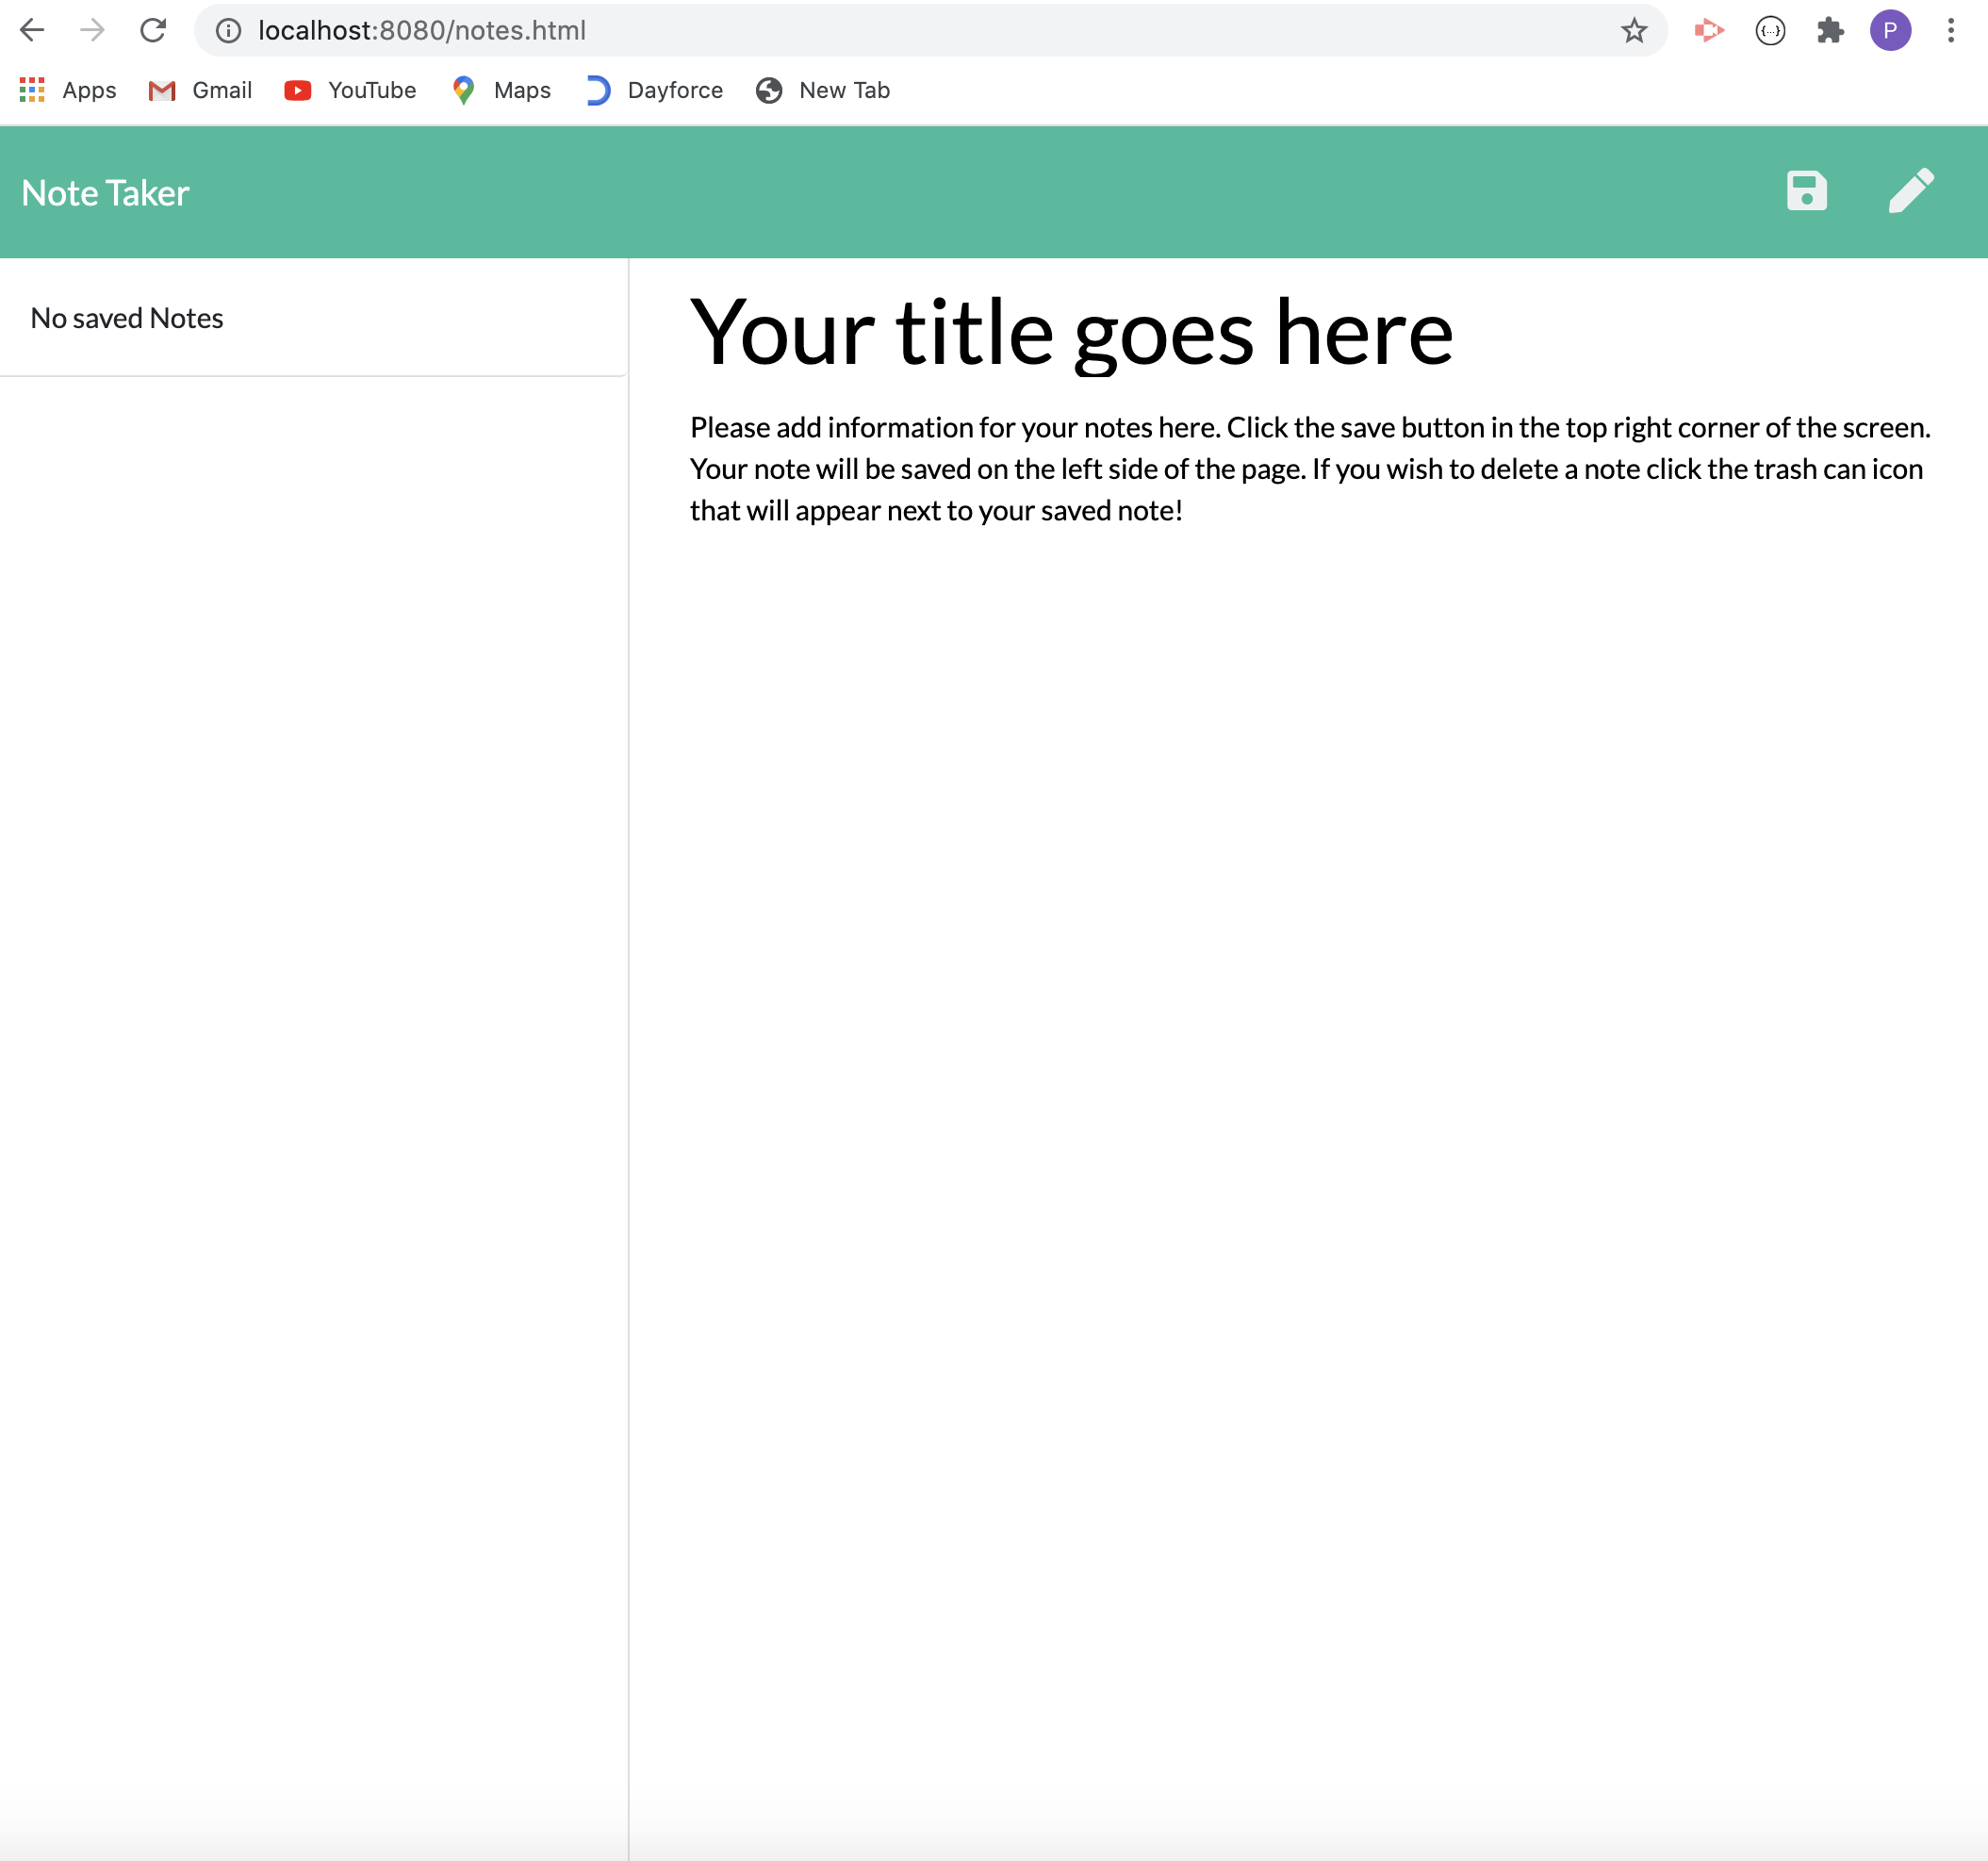 localhost:8080/notes.html
P
Apps Gmail YouTube Maps Dayforce New Tab
Note Taker
No saved Notes
Your title goes here
Please add information for your notes here. Click the save button in the top right corner of the screen.
Your note will be saved on the left side of the page. If you wish to delete a note click the trash can icon
that will appear next to your saved note!